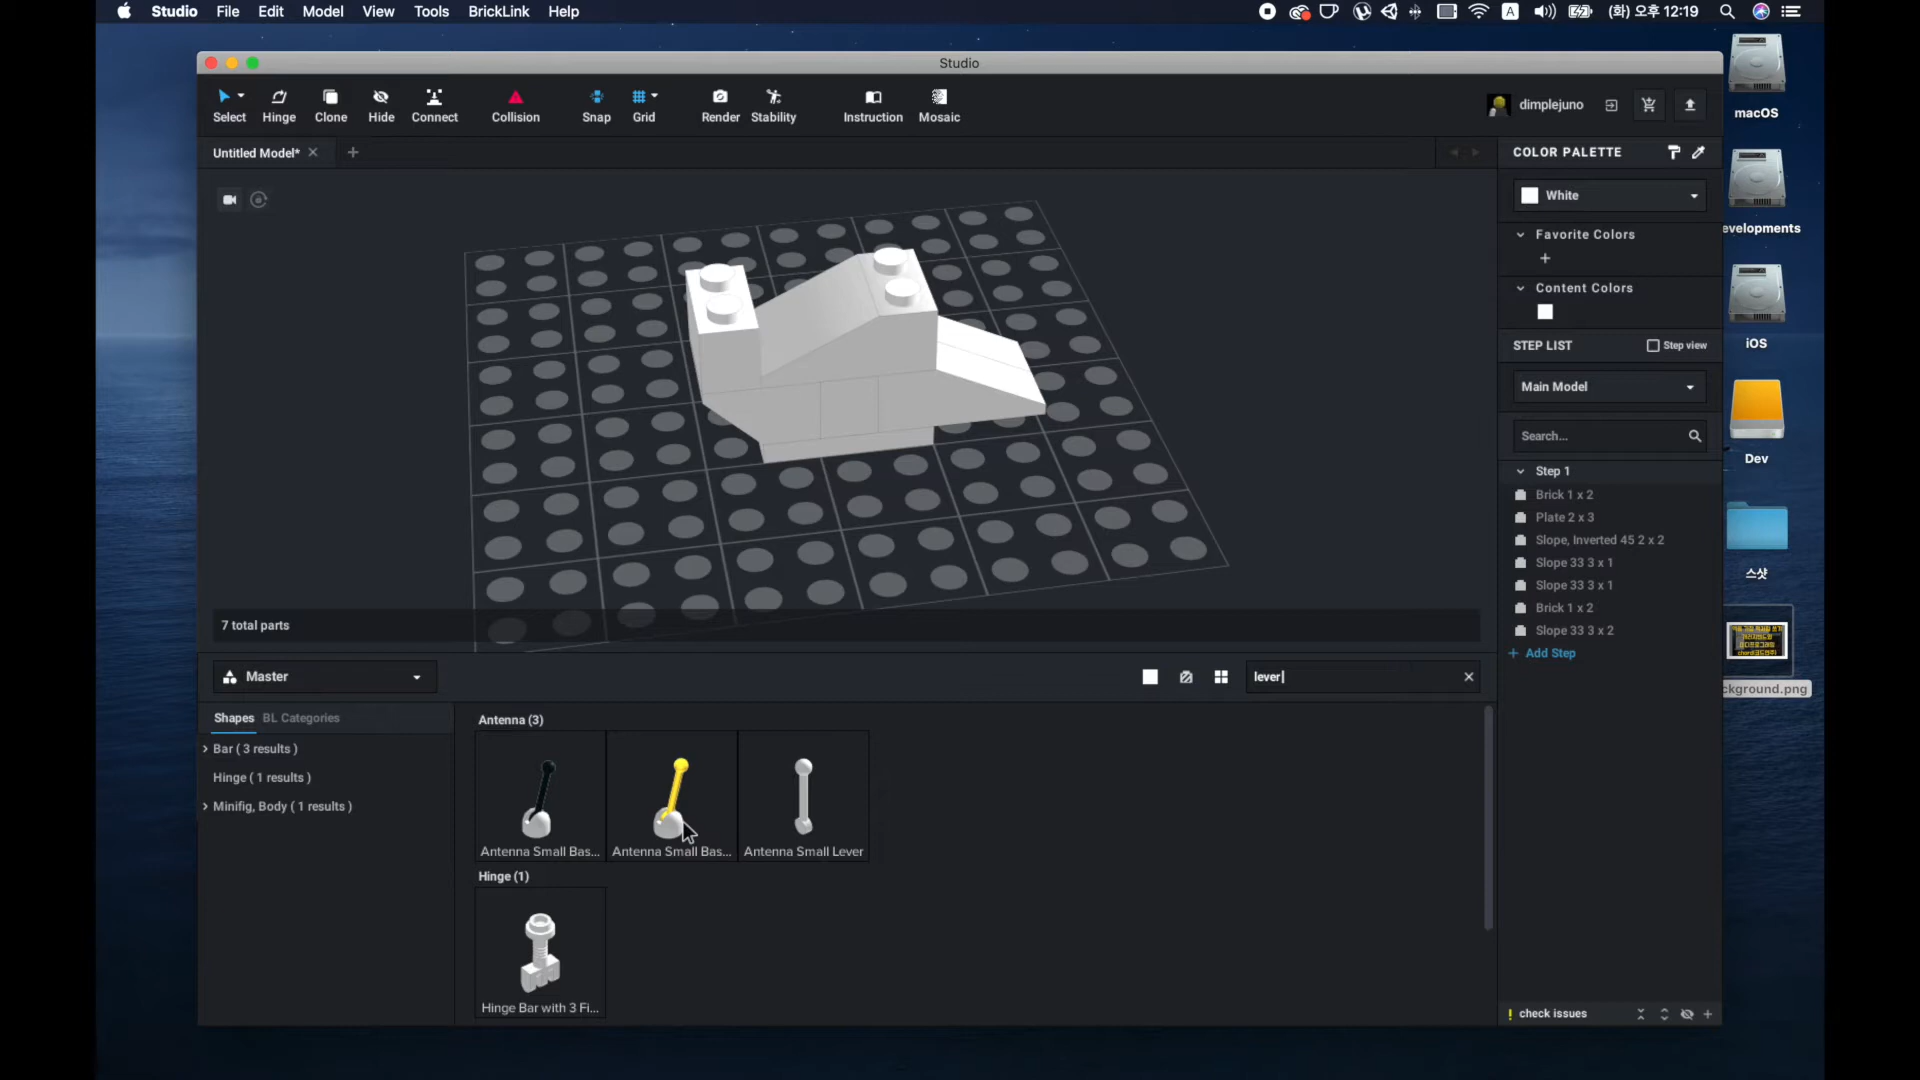 Studio File Edit Model View Tools BrickLink Help
A (화) 오후 12:19
Studio
Select Hinge Clone Hide Connect Collision Snap Grid Render Stability Instruction Mosaic
dimplejuno
Untitled Model*
COLOR PALETTE
White
Favorite Colors
Content Colors
STEP LIST Step view
Main Model
Search...
Step 1
Brick 1 x 2
Plate 2 x 3
Slope, Inverted 45 2 x 2
Slope 33 3 x 1
Slope 33 3 x 1
Brick 1 x 2
Slope 33 3 x 2
Add Step
check issues
7 total parts
Master
lever
Shapes BL Categories
Bar ( 3 results )
Hinge ( 1 results )
Minifig, Body ( 1 results )
Antenna (3)
Antenna Small Bas... Antenna Small Bas... Antenna Small Lever
Hinge (1)
Hinge Bar with 3 Fi...
macOS
evelopments
iOS
Dev
스샷
ckground.png